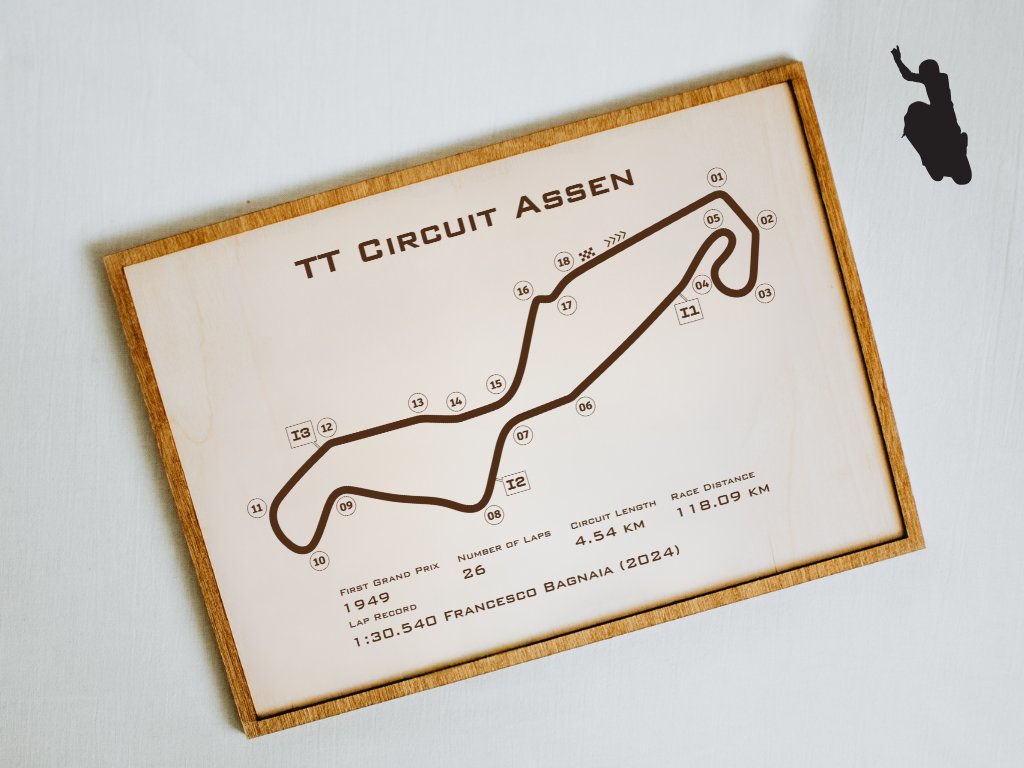 TT Circuit Assen
01
02
03
04
05
I1
06
07
I2
08
09
10
11
I3
12
13
14
15
16
17
18
First Grand Prix
1949
Number of Laps
26
Circuit Length
4.54 km
Race Distance
118.09 km
Lap Record
1:30.540 Francesco Bagnaia (2024)